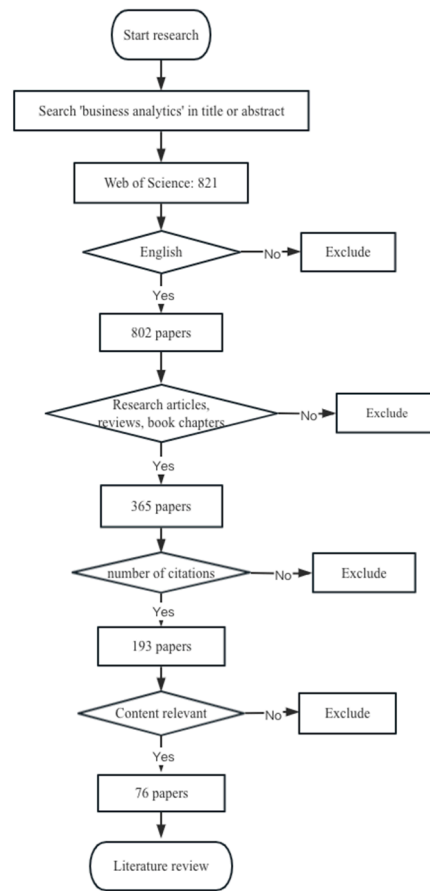 Start research
Search 'business analytics' in title or abstract
Web of Science: 821
English
No
Exclude
Yes
802 papers
Research articles,
reviews, book chapters
No
Exclude
Yes
365 papers
number of citations
No
Exclude
Yes
193 papers
Content relevant
No
Exclude
Yes
76 papers
Literature review